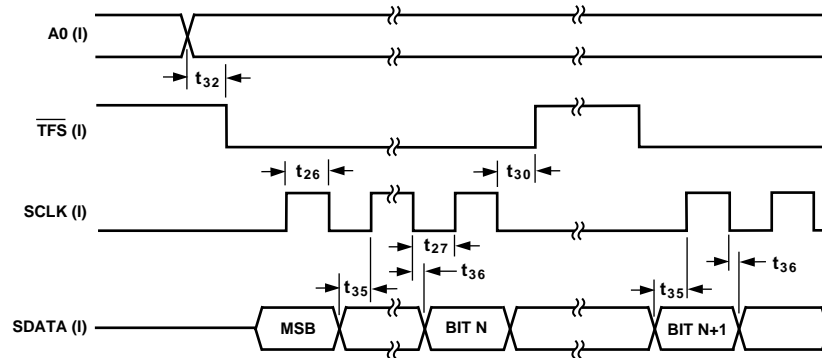 A0 (I)
t32
TFS (I)
t26
t30
SCLK (I)
t27
t36
t36
t35
t35
SDATA (I)
MSB
BIT N
BIT N+1